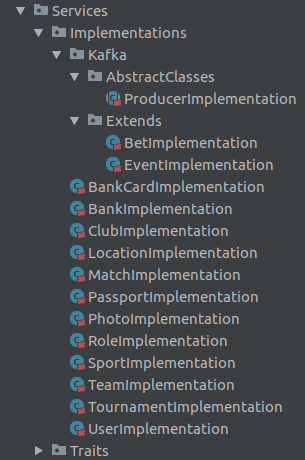 Services
Implementations
Kafka
AbstractClasses
ProducerImplementation
Extends
BetImplementation
EventImplementation
BankCardImplementation
BankImplementation
ClubImplementation
LocationImplementation
MatchImplementation
PassportImplementation
PhotoImplementation
RoleImplementation
SportImplementation
TeamImplementation
TournamentImplementation
UserImplementation
Traits